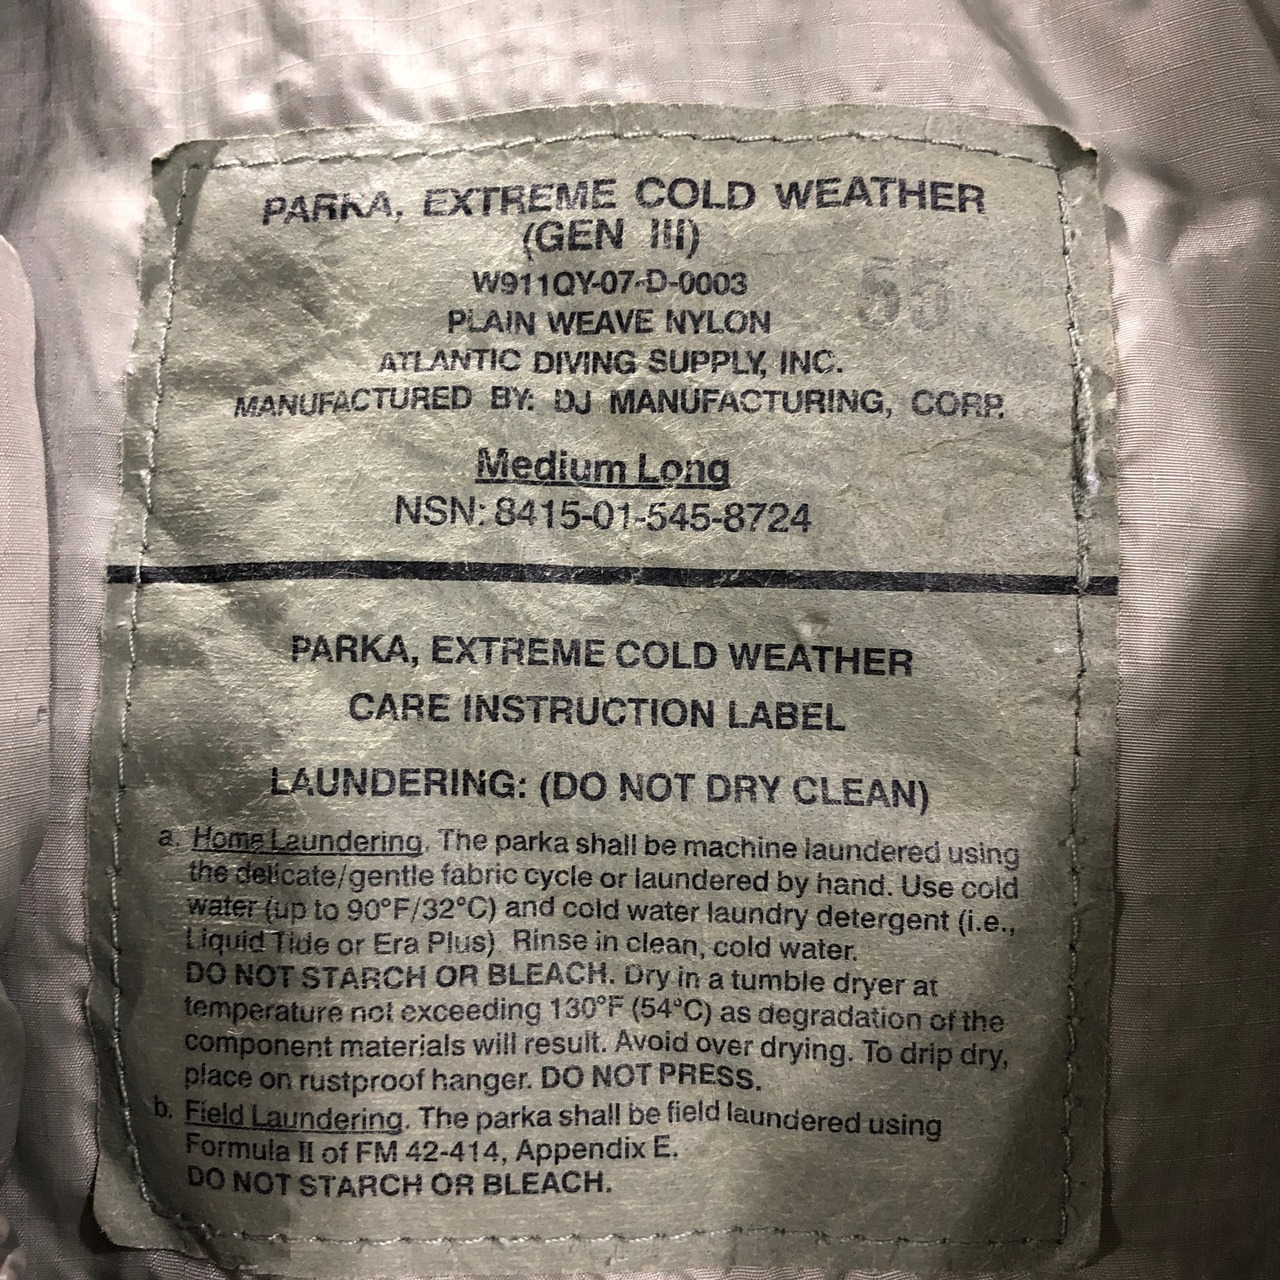 PARKA, EXTREME COLD WEATHER
(GEN III)
W911QY-07-D-0003
55
PLAIN WEAVE NYLON
ATLANTIC DIVING SUPPLY, INC.
MANUFACTURED BY: DJ MANUFACTURING, CORP.
Medium Long
NSN: 8415-01-545-8724
PARKA, EXTREME COLD WEATHER
CARE INSTRUCTION LABEL
LAUNDERING: (DO NOT DRY CLEAN)
a. Home Laundering. The parka shall be machine laundered using
the delicate/gentle fabric cycle or laundered by hand. Use cold
water (up to 90°F/32°C) and cold water laundry detergent (i.e.,
Liquid Tide or Era Plus) Rinse in clean, cold water.
DO NOT STARCH OR BLEACH. Dry in a tumble dryer at
temperature not exceeding 130°F (54°C) as degradation of the
component materials will result. Avoid over drying. To drip dry,
place on rustproof hanger. DO NOT PRESS.
b. Field Laundering. The parka shall be field laundered using
Formula II of FM 42-414, Appendix E.
DO NOT STARCH OR BLEACH.